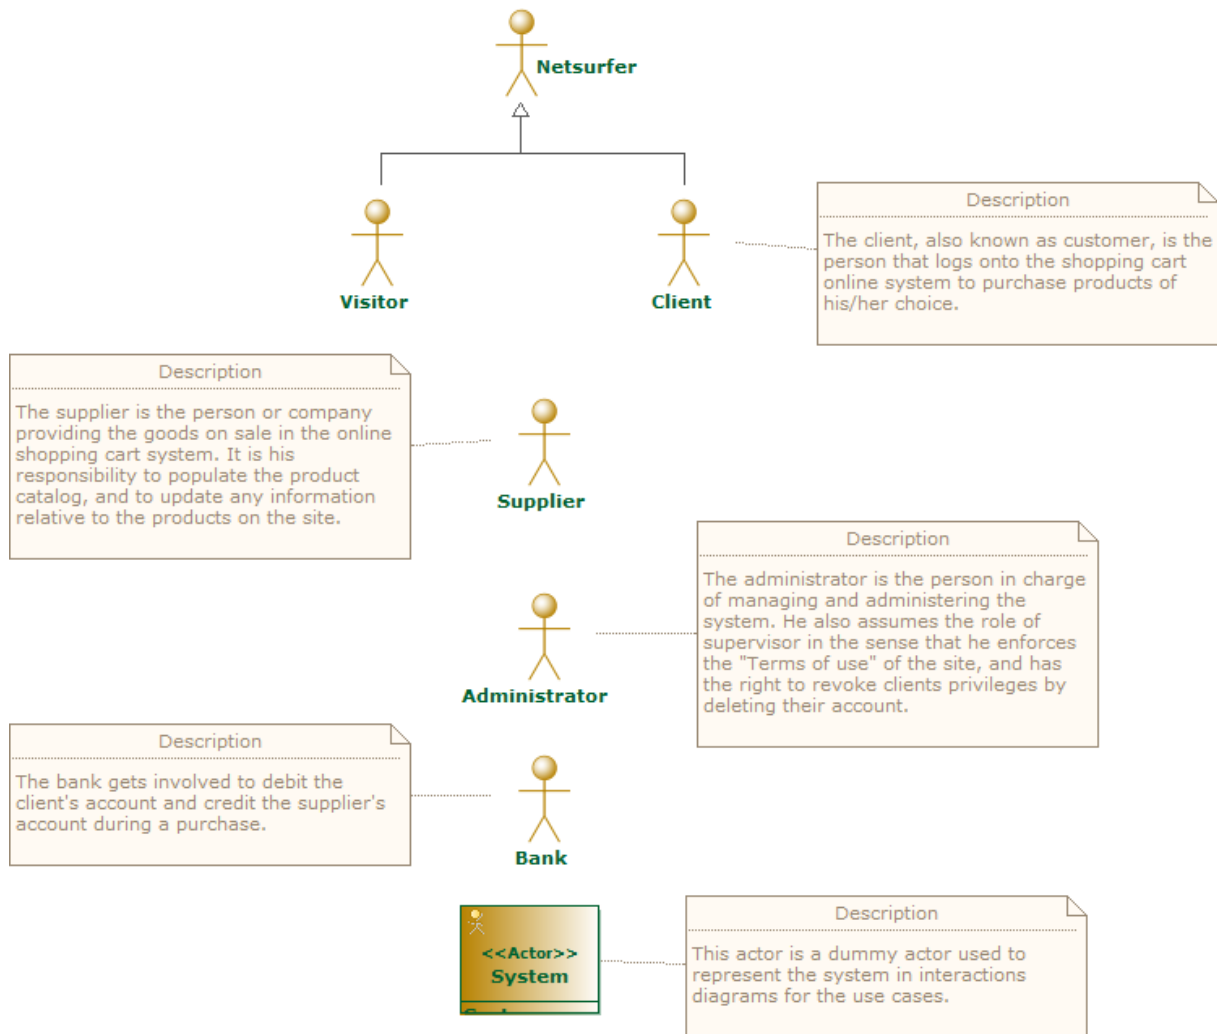 Netsurfer
Visitor
Client
Description
The client, also known as customer, is the
person that logs onto the shopping cart
online system to purchase products of
his/her choice.
Description
The supplier is the person or company
providing the goods on sale in the online
shopping cart system. It is his
responsibility to populate the product
catalog, and to update any information
relative to the products on the site.
Supplier
Description
The administrator is the person in charge
of managing and administering the
system. He also assumes the role of
supervisor in the sense that he enforces
the "Terms of use" of the site, and has
the right to revoke clients privileges by
deleting their account.
Administrator
Description
The bank gets involved to debit the
client's account and credit the supplier's
account during a purchase.
Bank
<<Actor>>
System
Description
This actor is a dummy actor used to
represent the system in interactions
diagrams for the use cases.